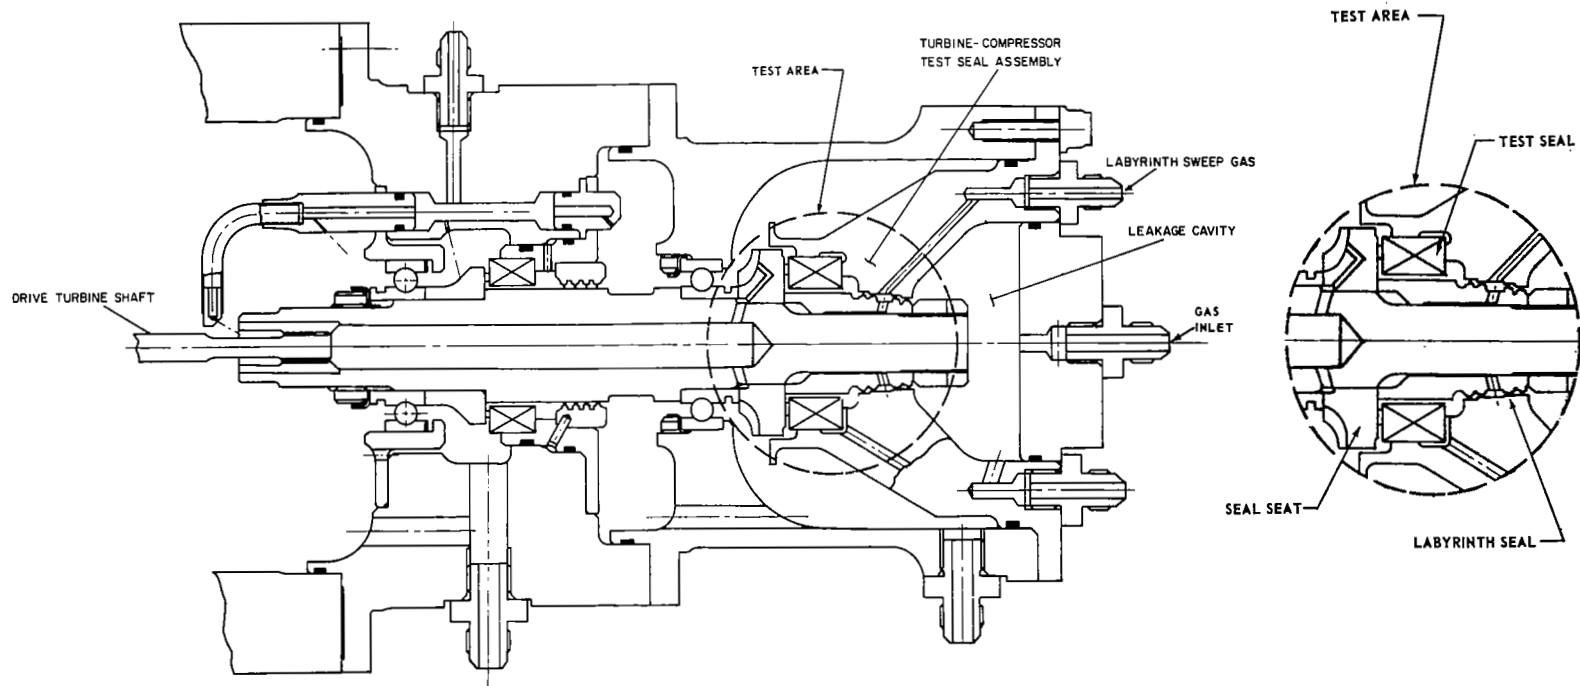 TEST AREA
TURBINE-COMPRESSOR
TEST SEAL ASSEMBLY
TEST AREA
TEST SEAL
LABYRINTH SWEEP GAS
LEAKAGE CAVITY
DRIVE TURBINE SHAFT
GAS
INLET
SEAL SEAT
LABYRINTH SEAL